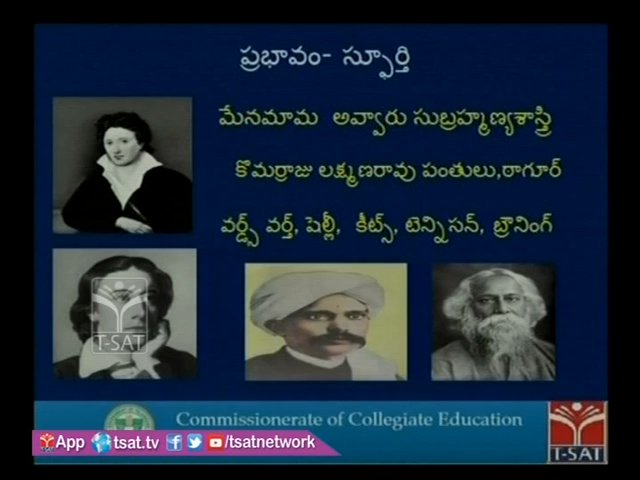 ప్రభావం- స్ఫూర్తి
మేనమామ అవ్వారు సుబ్రహ్మణ్యశాస్త్రి
కొమర్రాజు లక్ష్మణరావు పంతులు,ఠాగూర్
వర్డ్స్ వర్త్, షెల్లీ, కీట్స్, టెన్నిసన్, బ్రౌనింగ్
T-SAT
Commissionerate of Collegiate Education
App tsat.tv /tsatnetwork
T-SAT